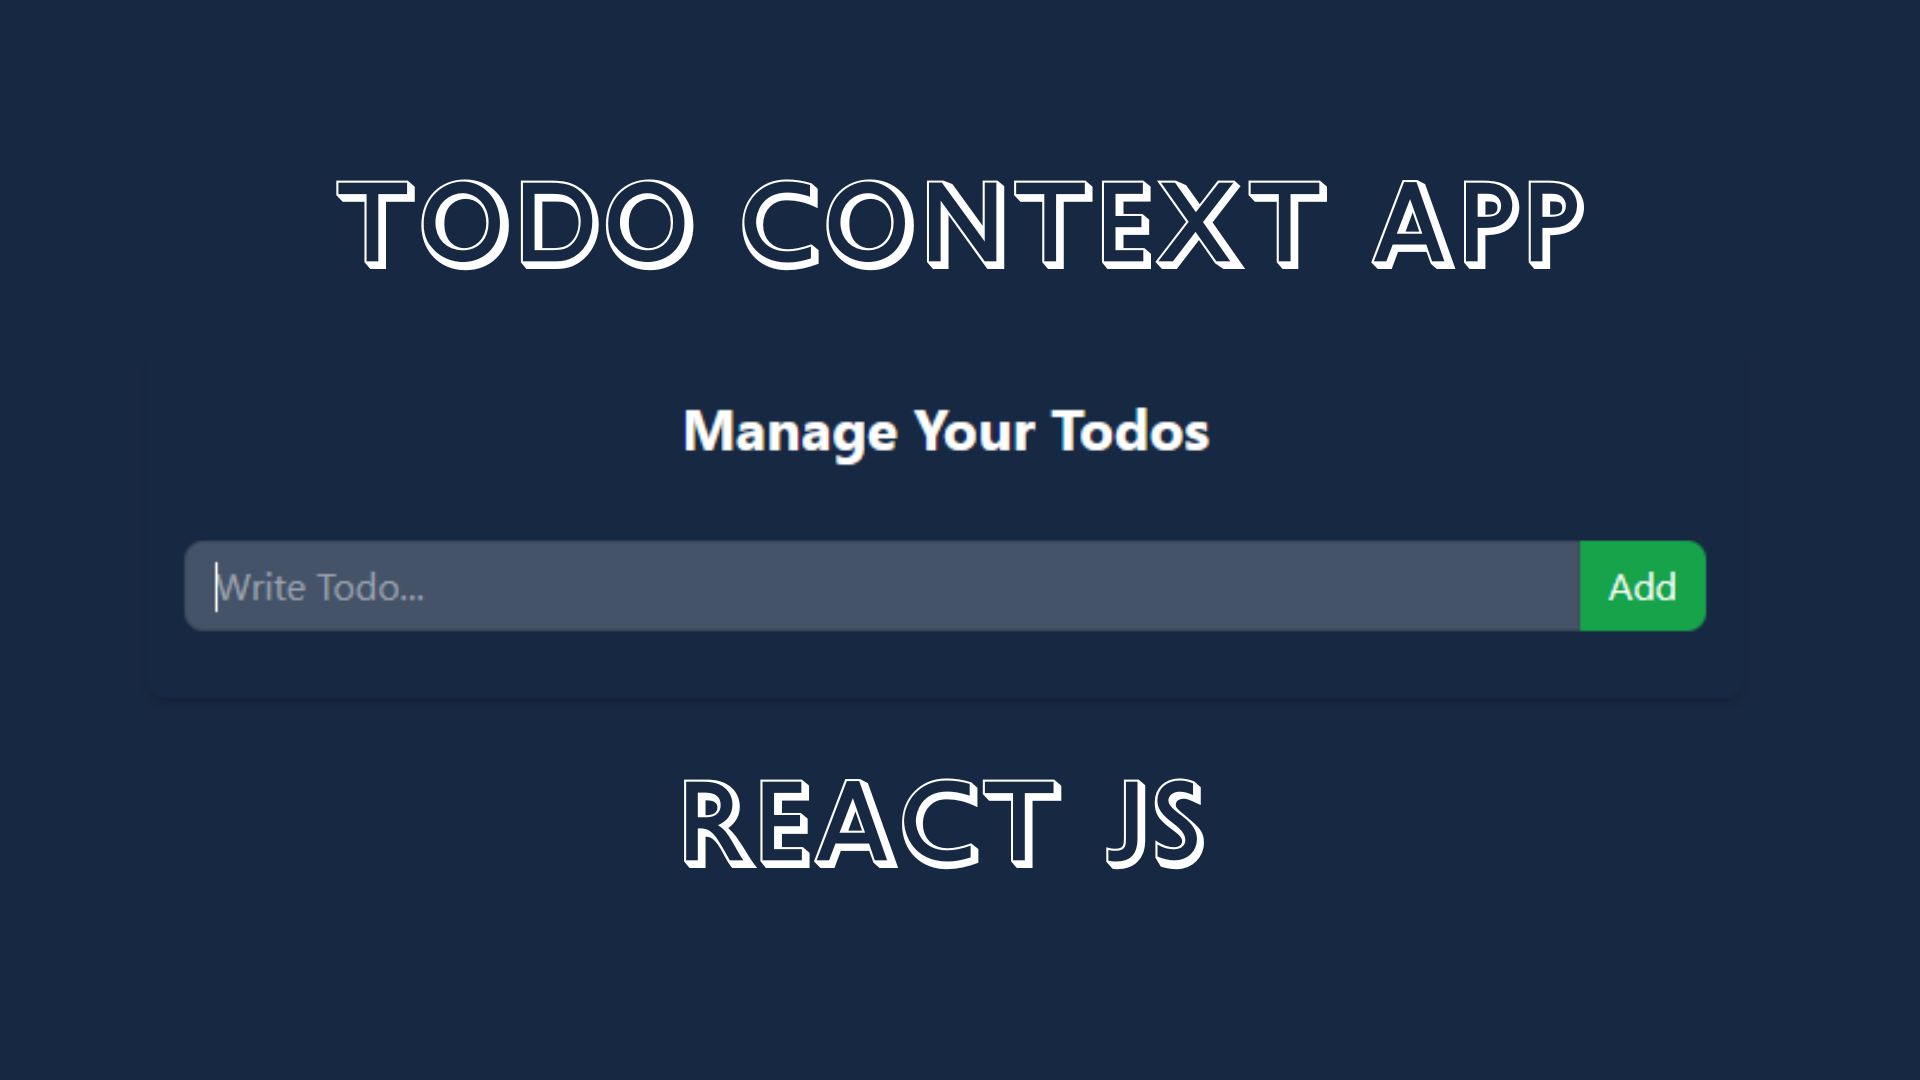 TODO CONTEXT APP
Manage Your Todos
Write Todo...
Add
REACT JS